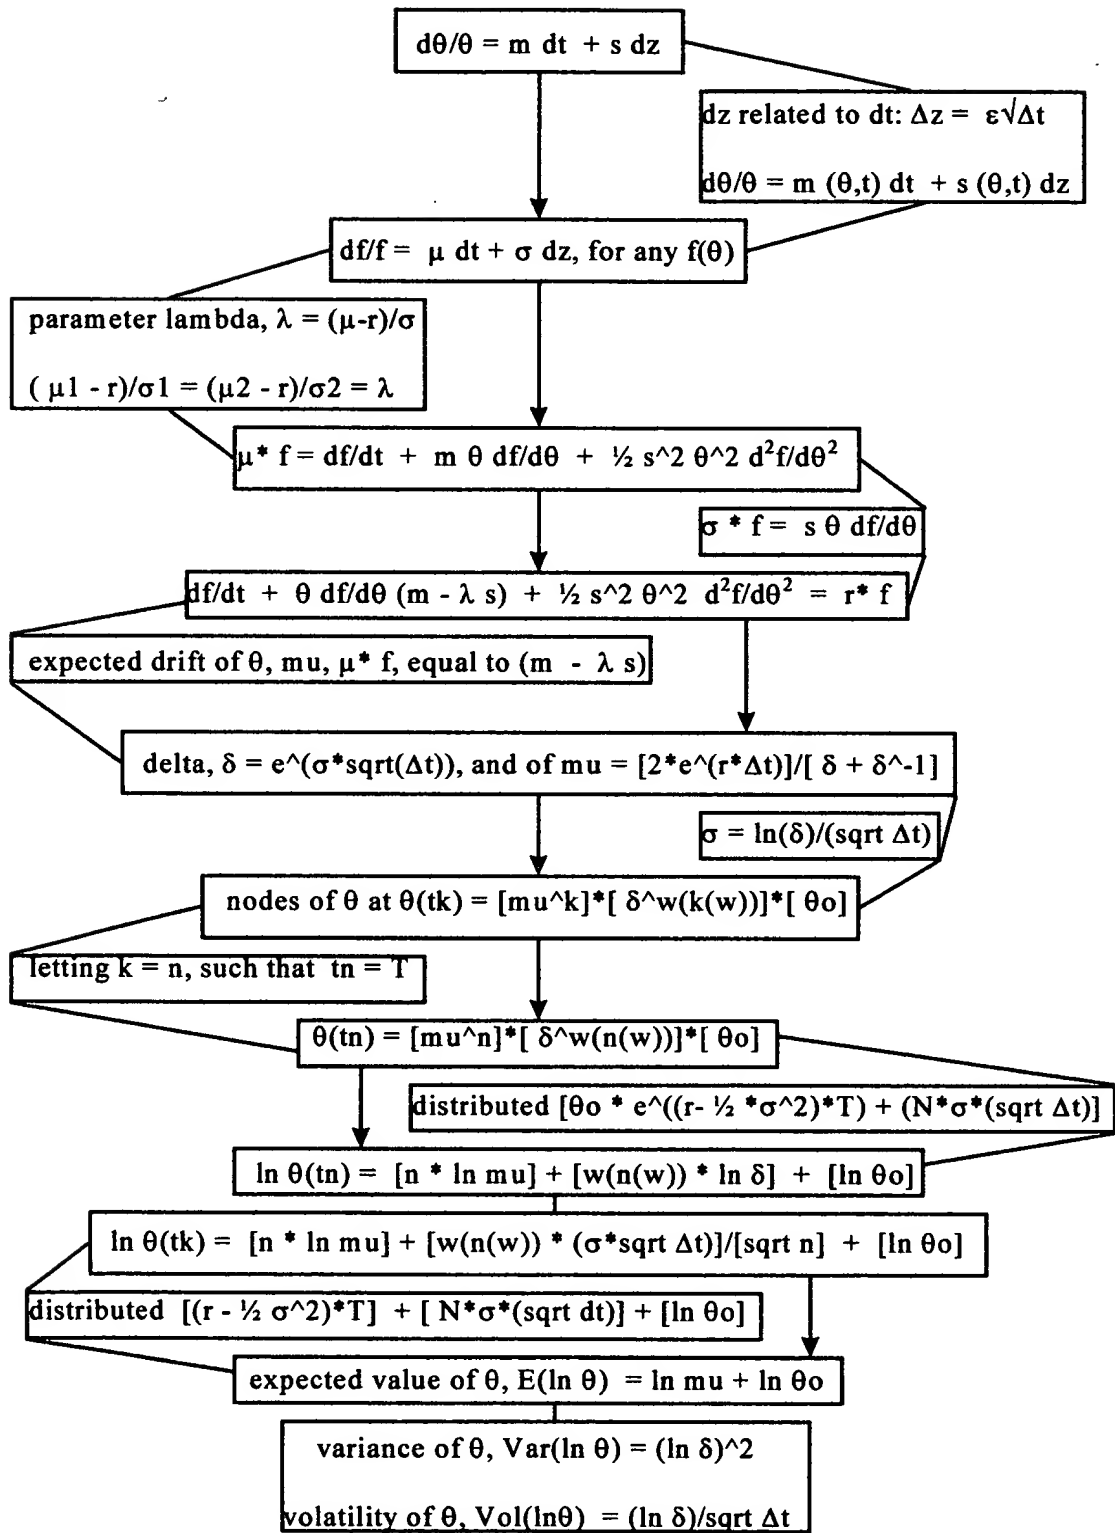 dθ/θ = m dt + s dz
dz related to dt: Δz = ε√Δt
dθ/θ = m (θ,t) dt + s (θ,t) dz
df/f = μ dt + σ dz, for any f(θ)
parameter lambda, λ = (μ-r)/σ
( μ1 - r)/σ1 = (μ2 - r)/σ2 = λ
μ* f = df/dt + m θ df/dθ + ½ s^2 θ^2 d²f/dθ²
σ * f = s θ df/dθ
df/dt + θ df/dθ (m - λ s) + ½ s^2 θ^2 d²f/dθ² = r* f
expected drift of θ, mu, μ* f, equal to (m - λ s)
delta, δ = e^(σ*sqrt(Δt)), and of mu = [2*e^(r*Δt)]/[ δ + δ^-1]
σ = ln(δ)/(sqrt Δt)
nodes of θ at θ(tk) = [mu^k]*[ δ^w(k(w))]*[ θo]
letting k = n, such that tn = T
θ(tn) = [mu^n]*[ δ^w(n(w))]*[ θo]
distributed [θo * e^((r- ½ *σ^2)*T) + (N*σ*(sqrt Δt)]
ln θ(tn) = [n * ln mu] + [w(n(w)) * ln δ] + [ln θo]
ln θ(tk) = [n * ln mu] + [w(n(w)) * (σ*sqrt Δt)]/[sqrt n] + [ln θo]
distributed [(r - ½ σ^2)*T] + [ N*σ*(sqrt dt)] + [ln θo]
expected value of θ, E(ln θ) = ln mu + ln θo
variance of θ, Var(ln θ) = (ln δ)^2
volatility of θ, Vol(lnθ) = (ln δ)/sqrt Δt